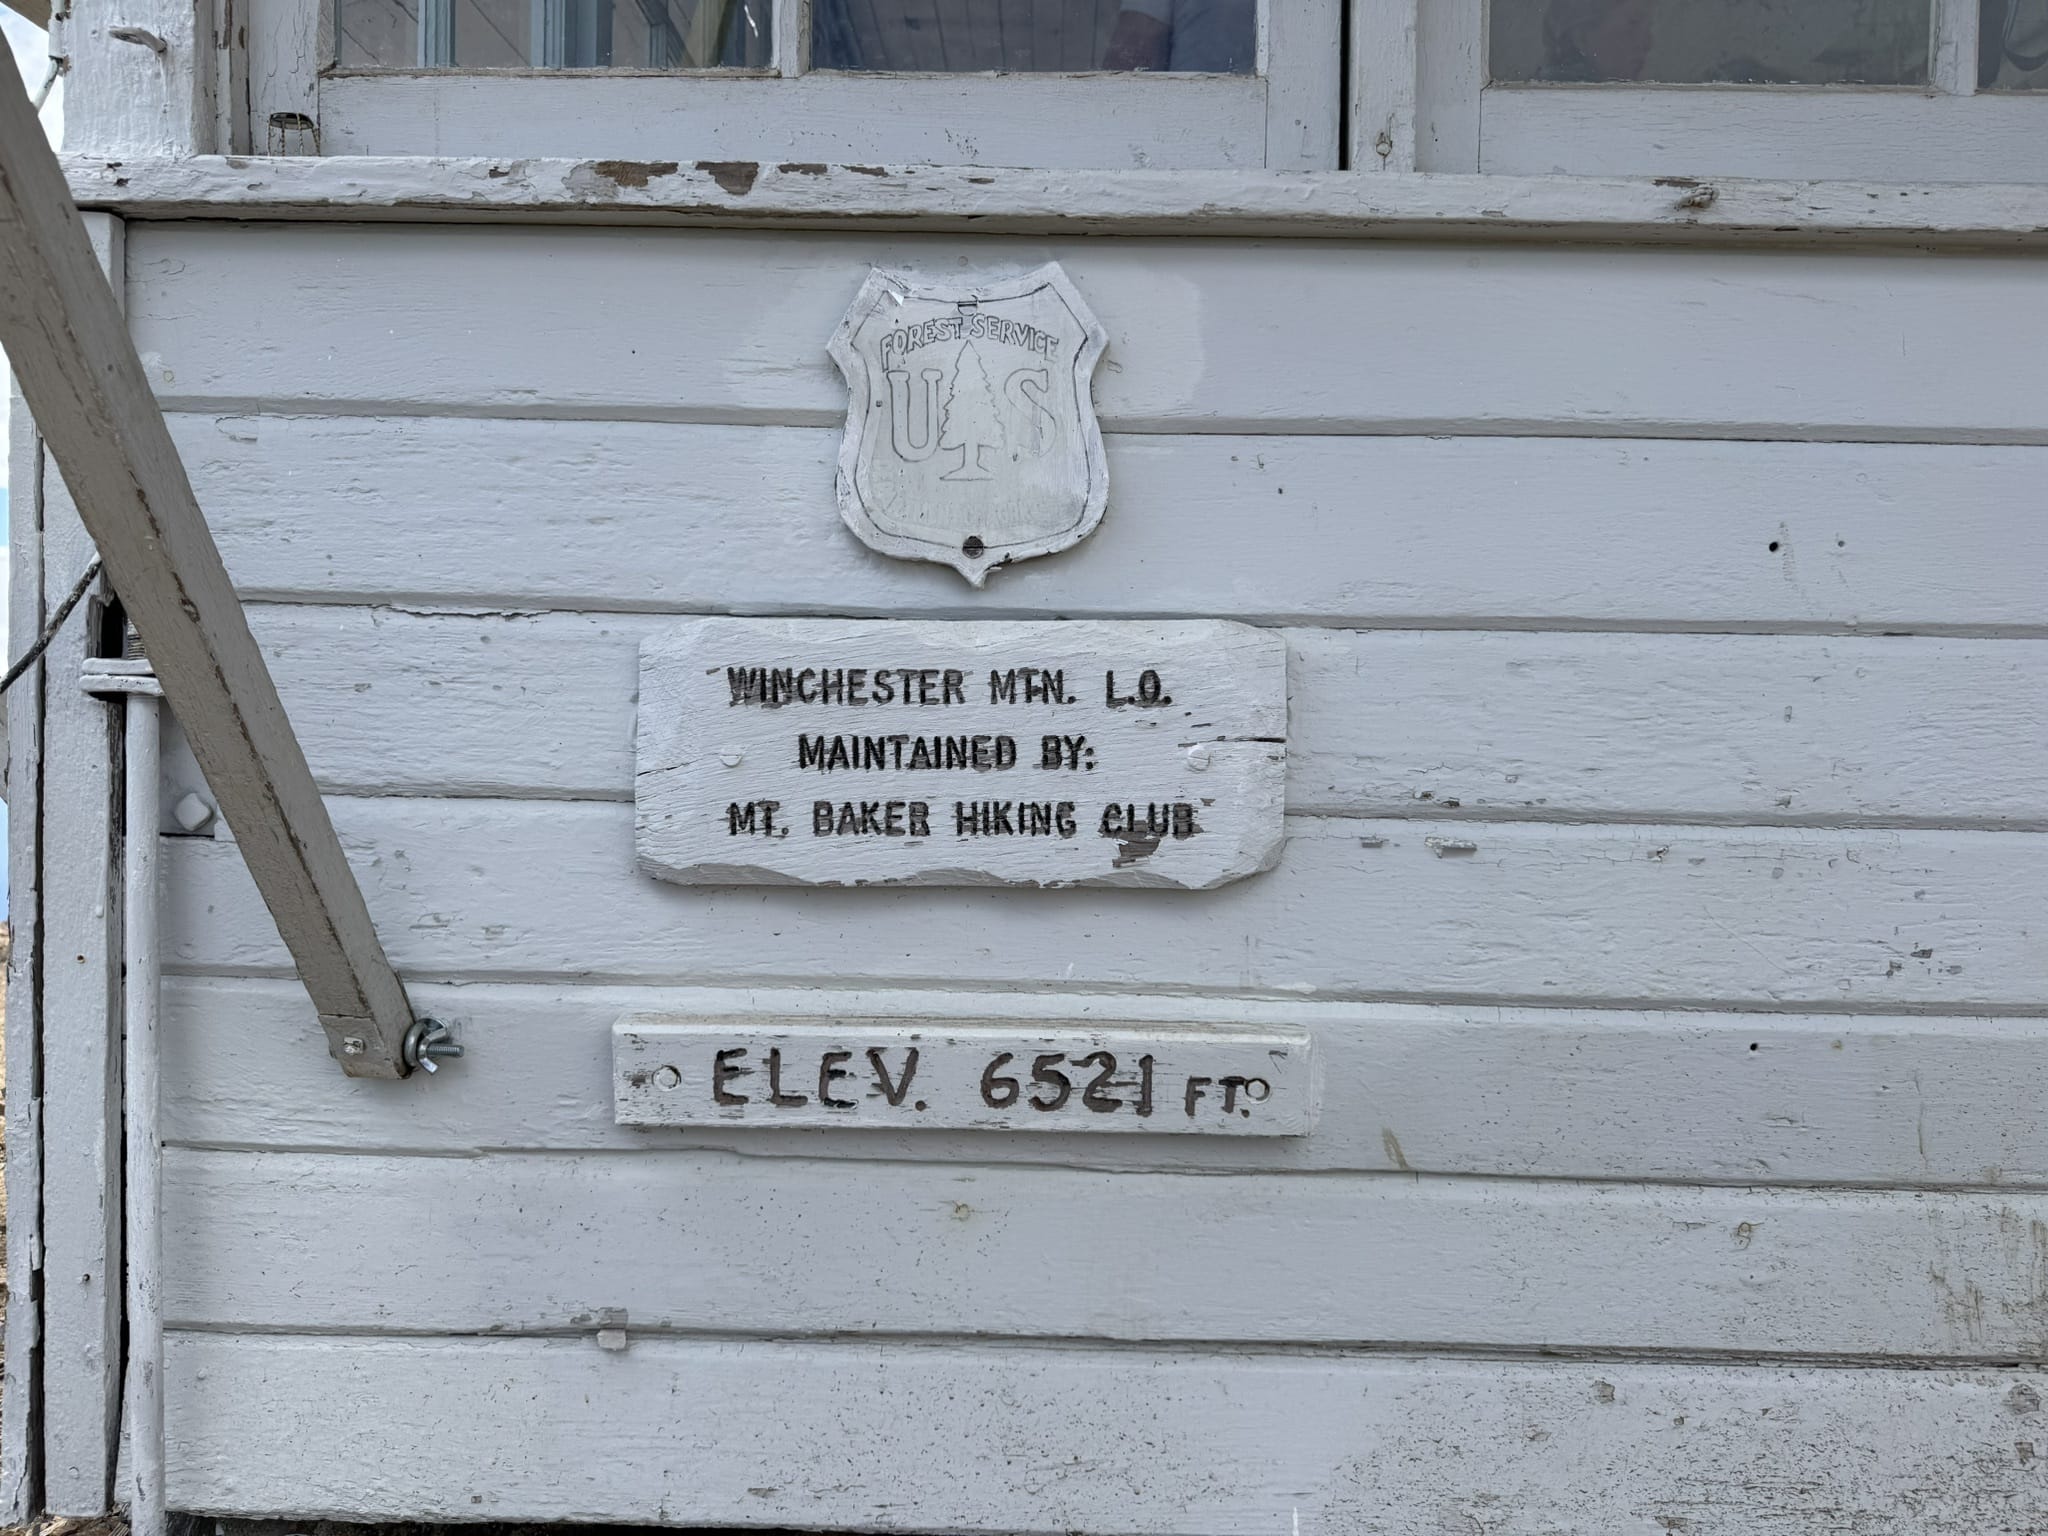 FOREST SERVICE
U S
WINCHESTER MTN. L.O.
MAINTAINED BY:
MT. BAKER HIKING CLUB
ELEV. 6521 FT.